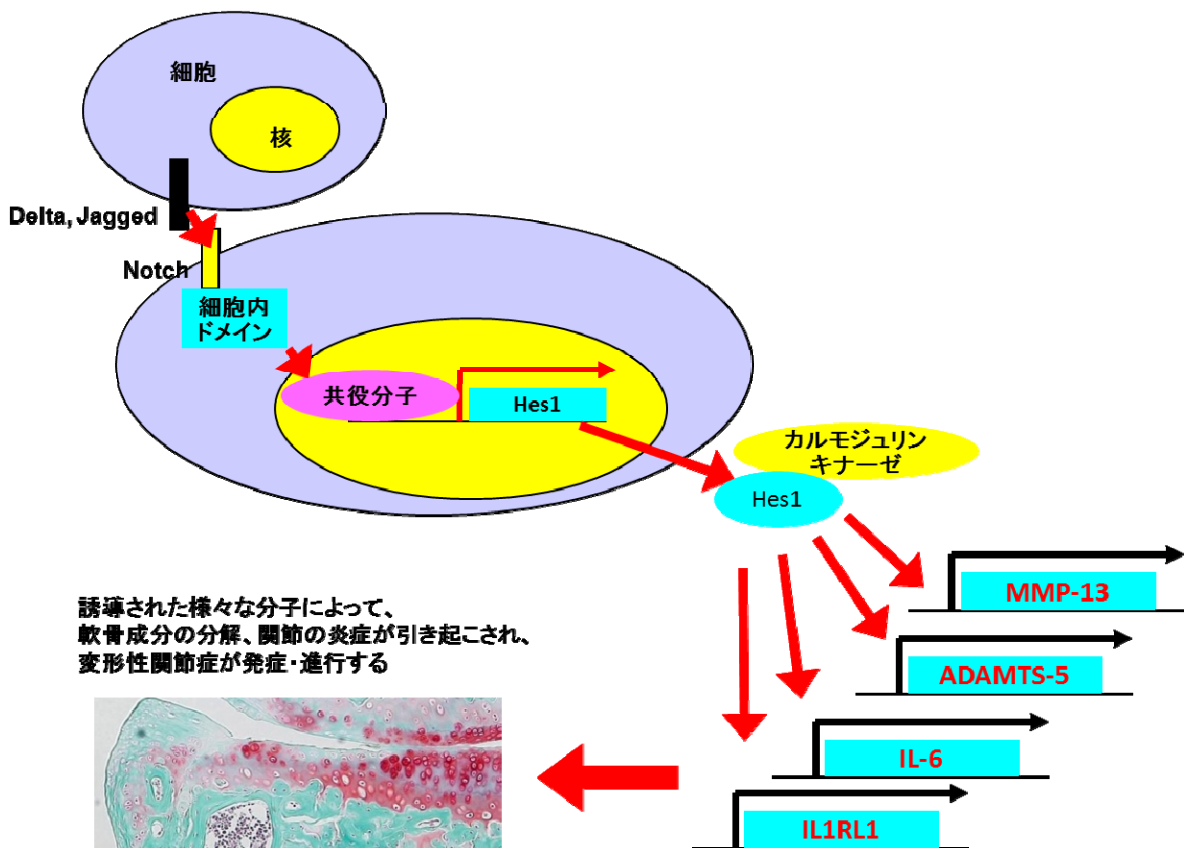 細胞
核
Delta, Jagged
Notch
細胞内
ドメイン
共役分子
Hes1
カルモジュリン
キナーゼ
Hes1
MMP-13
ADAMTS-5
IL-6
IL1RL1
誘導された様々な分子によって、
軟骨成分の分解、関節の炎症が引き起こされ、
変形性関節症が発症・進行する